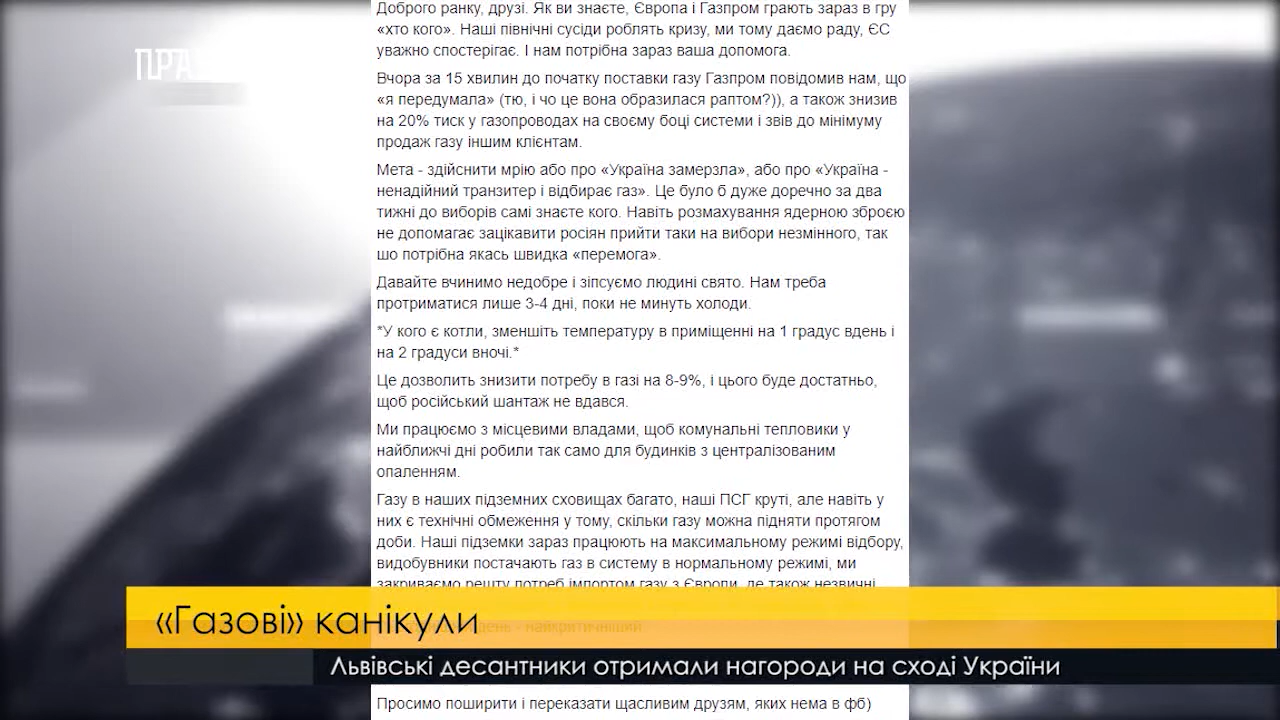 Доброго ранку, друзі. Як ви знаєте, Європа і Газпром грають зараз в гру
«хто кого». Наші північні сусіди роблять кризу, ми тому даємо раду, ЄС
уважно спостерігає. І нам потрібна зараз ваша допомога.
ПРА
Вчора за 15 хвилин до початку поставки газу Газпром повідомив нам, що
«я передумала» (тю, і чо це вона образилася раптом?)), а також знизив
на 20% тиск у газопроводах на своєму боці системи і звів до мінімуму
продаж газу іншим клієнтам.
Мета - здійснити мрію або про «Україна замерзла», або про «Україна -
ненадійний транзитер і відбирає газ». Це було б дуже доречно за два
тижні до виборів самі знаєте кого. Навіть розмахування ядерною зброєю
не допомагає зацікавити росіян прийти таки на вибори незмінного, так
шо потрібна якась швидка «перемога».
Давайте вчинимо недобре і зіпсуємо людині свято. Нам треба
протриматися лише 3-4 дні, поки не минуть холоди.
*У кого є котли, зменшіть температуру в приміщенні на 1 градус вдень і
на 2 градуси вночі.*
Це дозволить знизити потребу в газі на 8-9%, і цього буде достатньо,
щоб російський шантаж не вдався.
Ми працюємо з місцевими владами, щоб комунальні тепловики у
найближчі дні робили так само для будинків з централізованим
опаленням.
Газу в наших підземних сховищах багато, наші ПСГ круті, але навіть у
них є технічні обмеження у тому, скільки газу можна підняти протягом
доби. Наші підземки зараз працюють на максимальному режимі відбору,
видобувники постачають газ в систему в нормальному режимі, ми
закриваємо решту потреб імпортом газу з Європи, де також незвичні
«Газові» канікули
день - найкритичніший
Львівські десантники отримали нагороди на сході України
Просимо поширити і переказати щасливим друзям, яких нема в фб)